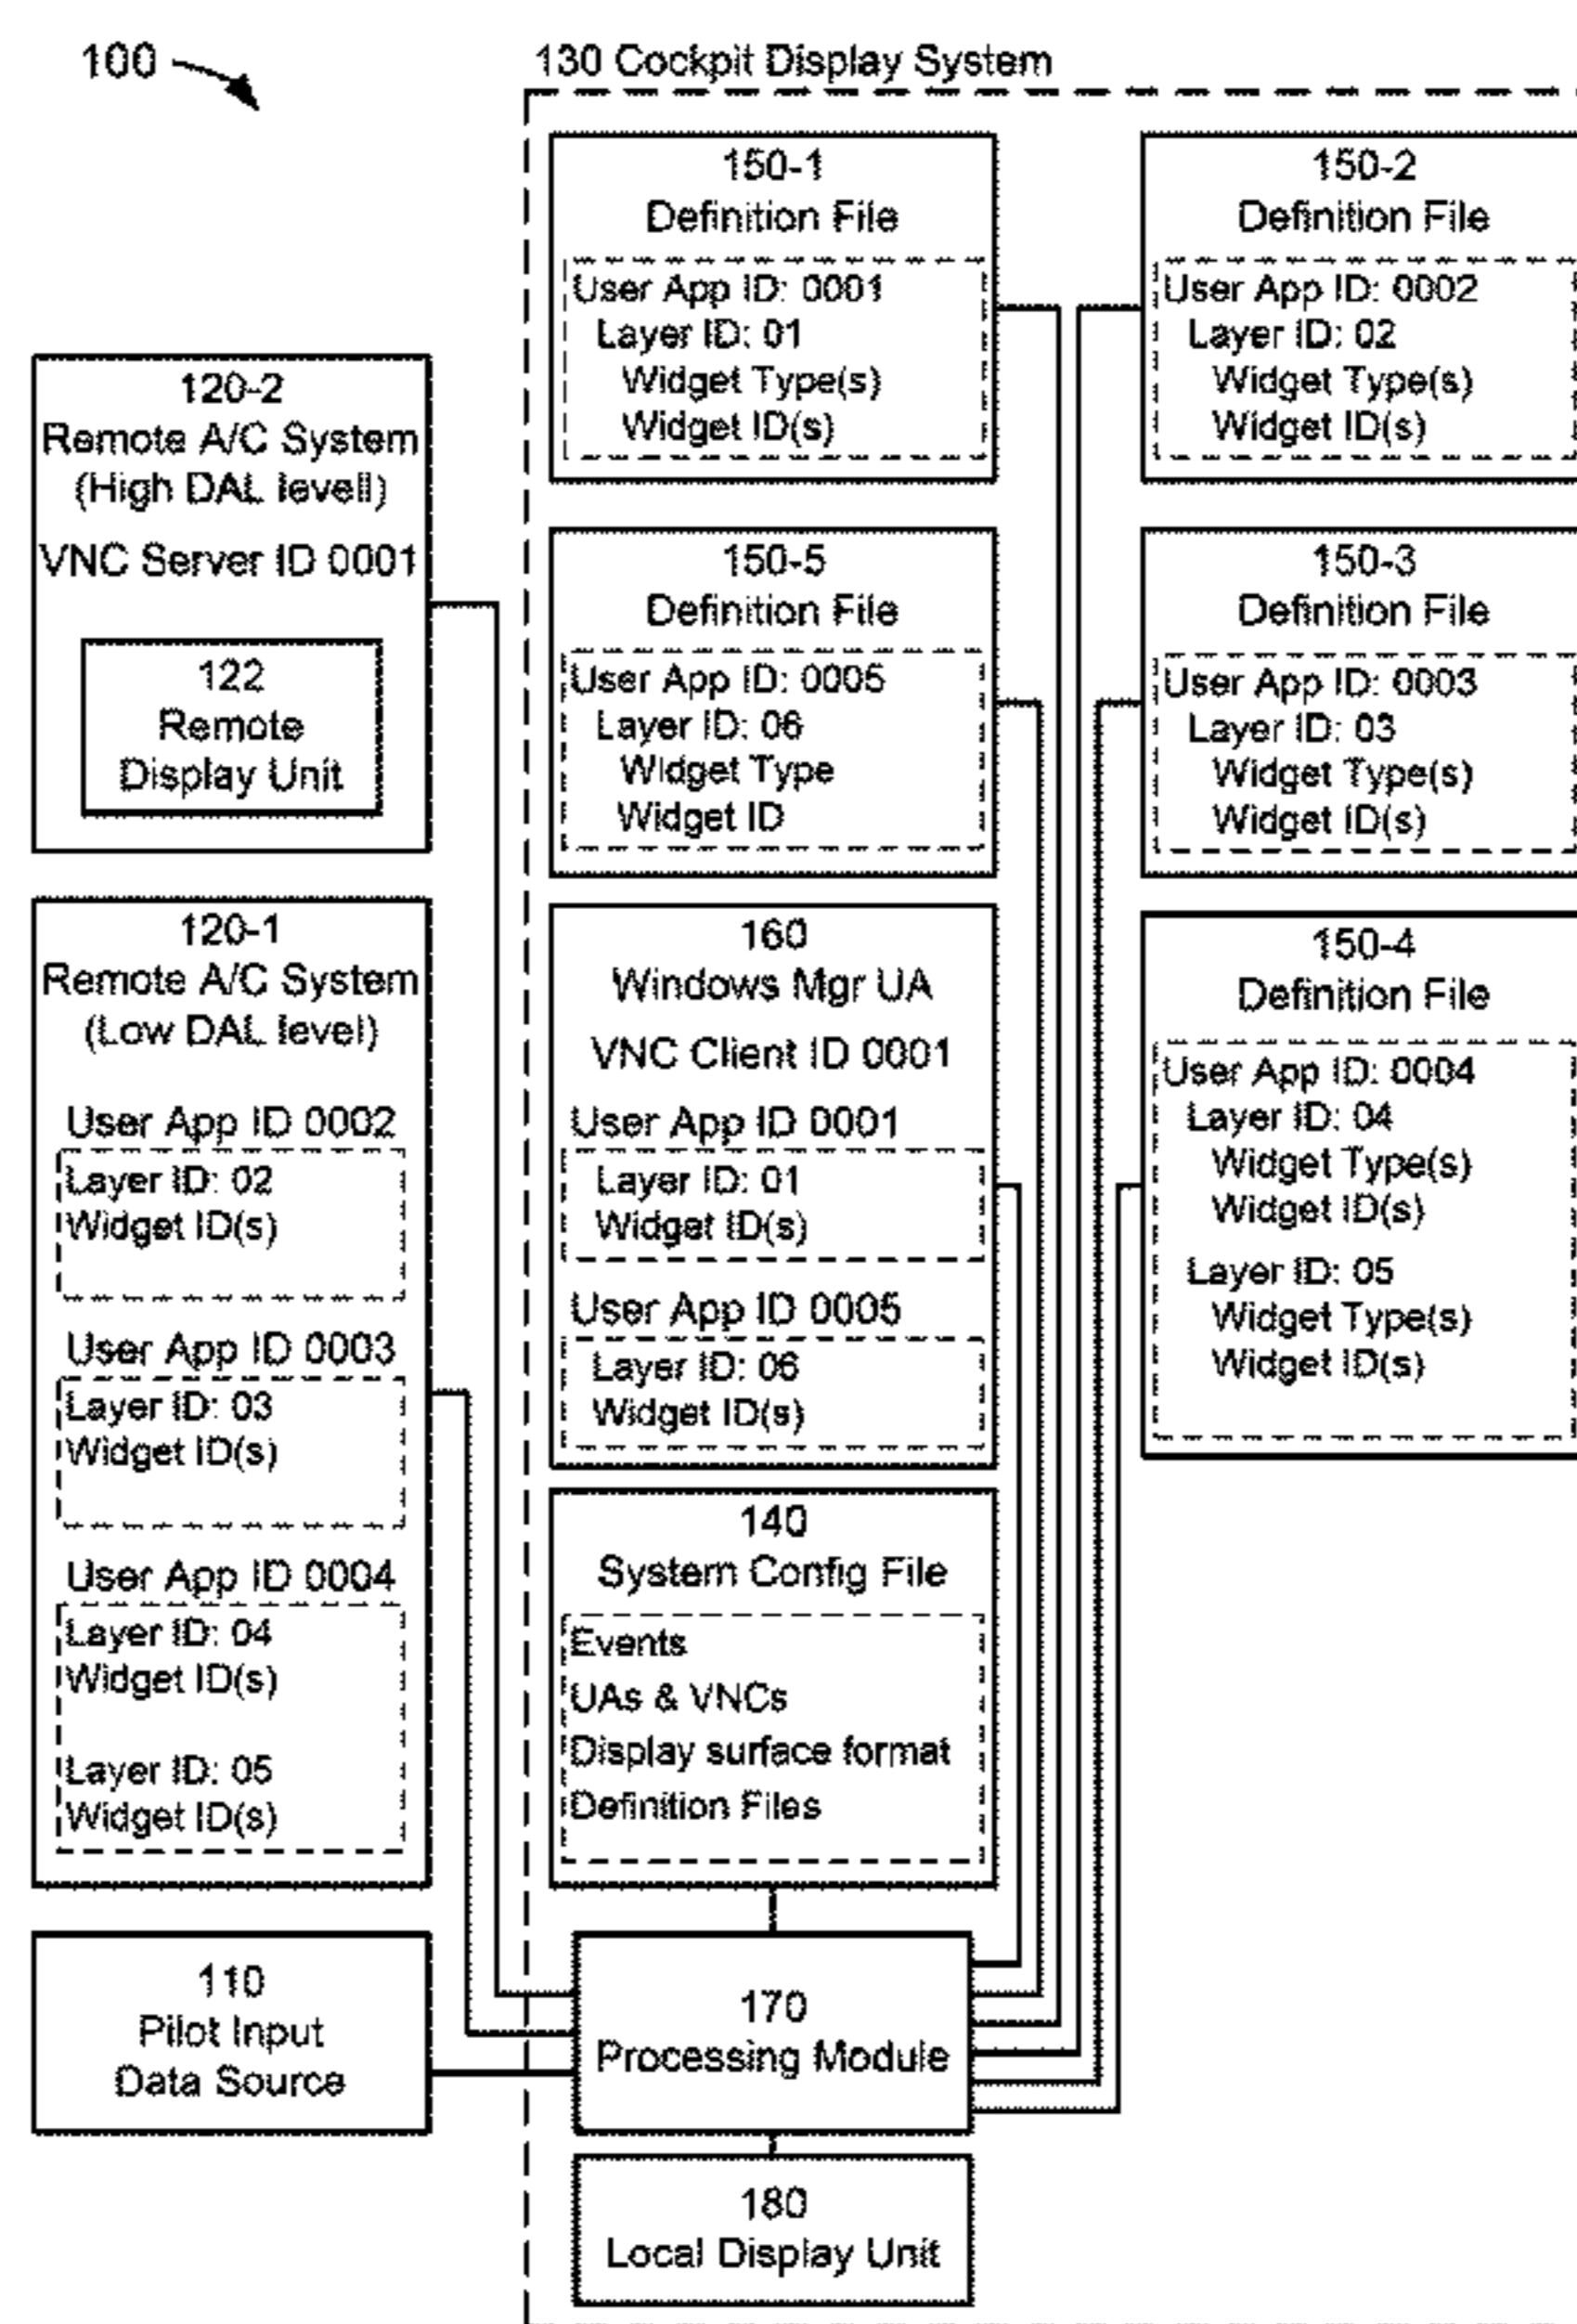 100
130 Cockpit Display System
120-2
Remote A/C System
(High DAL levell)
VNC Server ID 0001
122
Remote
Display Unit
120-1
Remote A/C System
(Low DAL level)
User App ID 0002
Layer ID: 02
Widget ID(s)
User App ID 0003
Layer ID: 03
Widget ID(s)
User App ID 0004
Layer ID: 04
Widget ID(s)
Layer ID: 05
Widget ID(s)
110
Pilot Input
Data Source
150-1
Definition File
User App ID: 0001
Layer ID: 01
Widget Type(s)
Widget ID(s)
150-5
Definition File
User App ID: 0005
Layer ID: 06
Widget Type
Widget ID
160
Windows Mgr UA
VNC Client ID 0001
User App ID 0001
Layer ID: 01
Widget ID(s)
User App ID 0005
Layer ID: 06
Widget ID(s)
140
System Config File
Events
UAs & VNCs
Display surface format
Definition Files
170
Processing Module
180
Local Display Unit
150-2
Definition File
User App ID: 0002
Layer ID: 02
Widget Type(s)
Widget ID(s)
150-3
Definition File
User App ID: 0003
Layer ID: 03
Widget Type(s)
Widget ID(s)
150-4
Definition File
User App ID: 0004
Layer ID: 04
Widget Type(s)
Widget ID(s)
Layer ID: 05
Widget Type(s)
Widget ID(s)